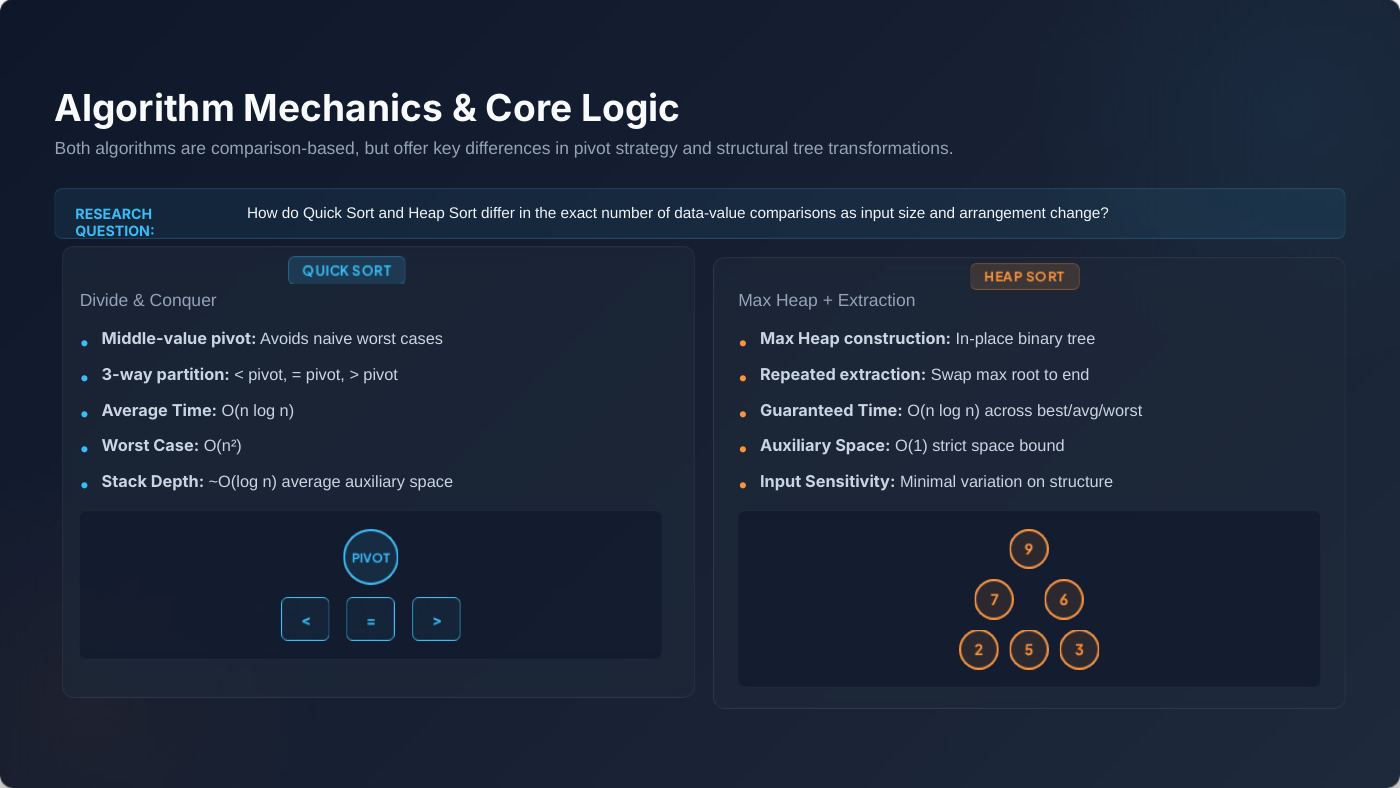 Algorithm Mechanics & Core Logic
Both algorithms are comparison-based, but offer key differences in pivot strategy and structural tree transformations.
RESEARCH
QUESTION:
How do Quick Sort and Heap Sort differ in the exact number of data-value comparisons as input size and arrangement change?
QUICK SORT
Divide & Conquer
• Middle-value pivot: Avoids naive worst cases
• 3-way partition: < pivot, = pivot, > pivot
• Average Time: O(n log n)
• Worst Case: O(n²)
• Stack Depth: ~O(log n) average auxiliary space
PIVOT
< = >
HEAP SORT
Max Heap + Extraction
• Max Heap construction: In-place binary tree
• Repeated extraction: Swap max root to end
• Guaranteed Time: O(n log n) across best/avg/worst
• Auxiliary Space: O(1) strict space bound
• Input Sensitivity: Minimal variation on structure
9
7 6
2 5 3